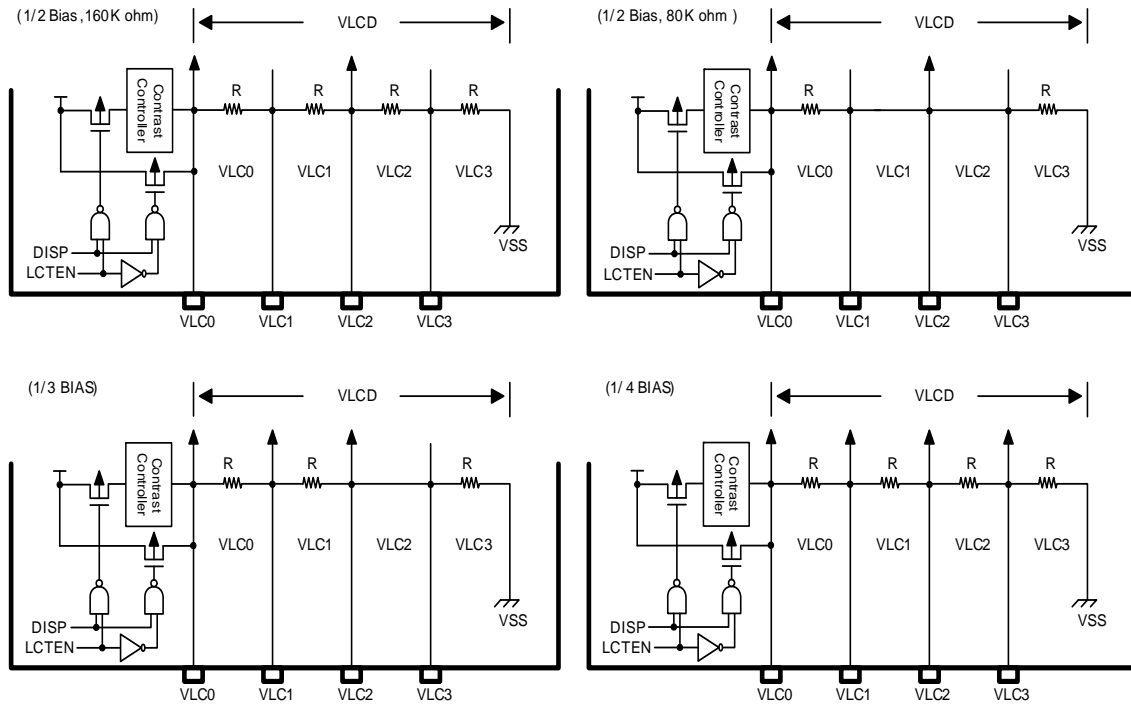 (1/2 Bias,160K ohm)
VLCD
Contrast
Controller
R R R R
VLC0 VLC1 VLC2 VLC3
DISP
LCTEN
VSS
VLC0 VLC1 VLC2 VLC3
(1/2 Bias, 80K ohm )
VLCD
Contrast
Controller
R R
VLC0 VLC1 VLC2 VLC3
DISP
LCTEN
VSS
VLC0 VLC1 VLC2 VLC3
(1/3 BIAS)
VLCD
Contrast
Controller
R R R
VLC0 VLC1 VLC2 VLC3
DISP
LCTEN
VSS
VLC0 VLC1 VLC2 VLC3
(1/4 BIAS)
VLCD
Contrast
Controller
R R R R
VLC0 VLC1 VLC2 VLC3
DISP
LCTEN
VSS
VLC0 VLC1 VLC2 VLC3